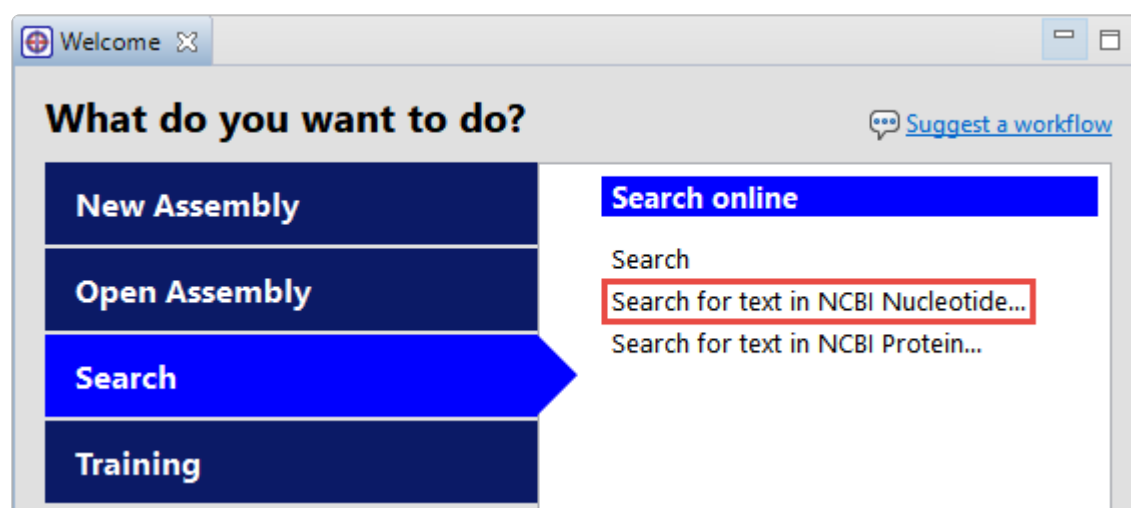 Welcome
What do you want to do?
Suggest a workflow
New Assembly
Open Assembly
Search
Training
Search online
Search
Search for text in NCBI Nucleotide...
Search for text in NCBI Protein...